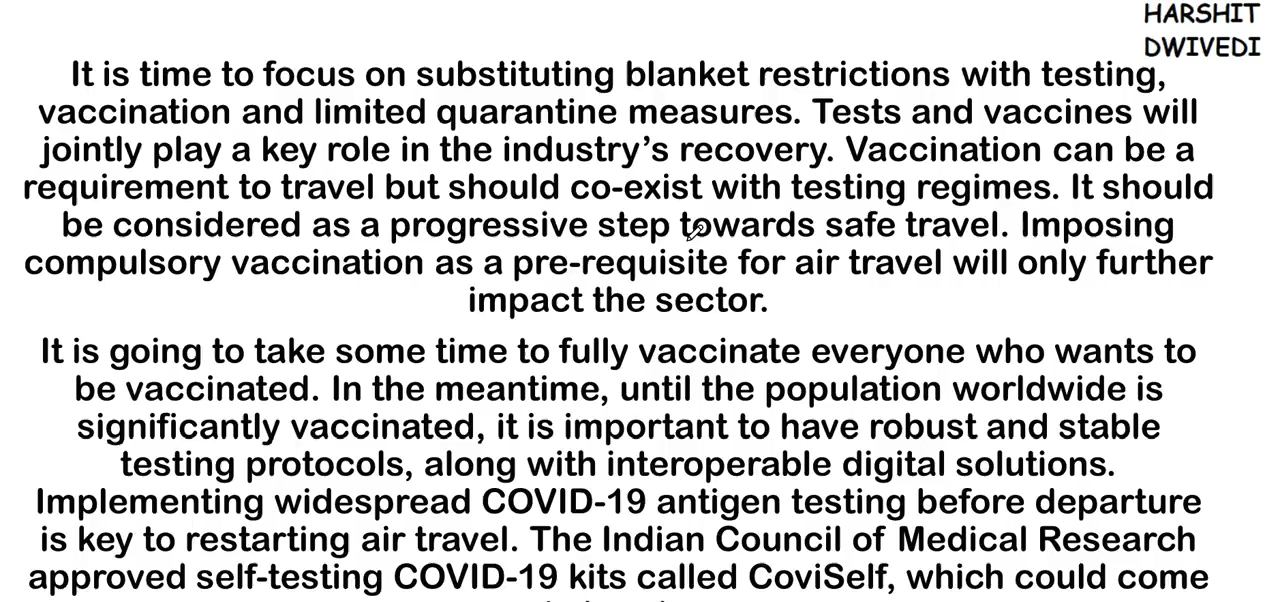 HARSHIT
DWIVEDI
It is time to focus on substituting blanket restrictions with testing,
vaccination and limited quarantine measures. Tests and vaccines will
jointly play a key role in the industry’s recovery. Vaccination can be a
requirement to travel but should co-exist with testing regimes. It should
be considered as a progressive step towards safe travel. Imposing
compulsory vaccination as a pre-requisite for air travel will only further
impact the sector.
It is going to take some time to fully vaccinate everyone who wants to
be vaccinated. In the meantime, until the population worldwide is
significantly vaccinated, it is important to have robust and stable
testing protocols, along with interoperable digital solutions.
Implementing widespread COVID-19 antigen testing before departure
is key to restarting air travel. The Indian Council of Medical Research
approved self-testing COVID-19 kits called CoviSelf, which could come